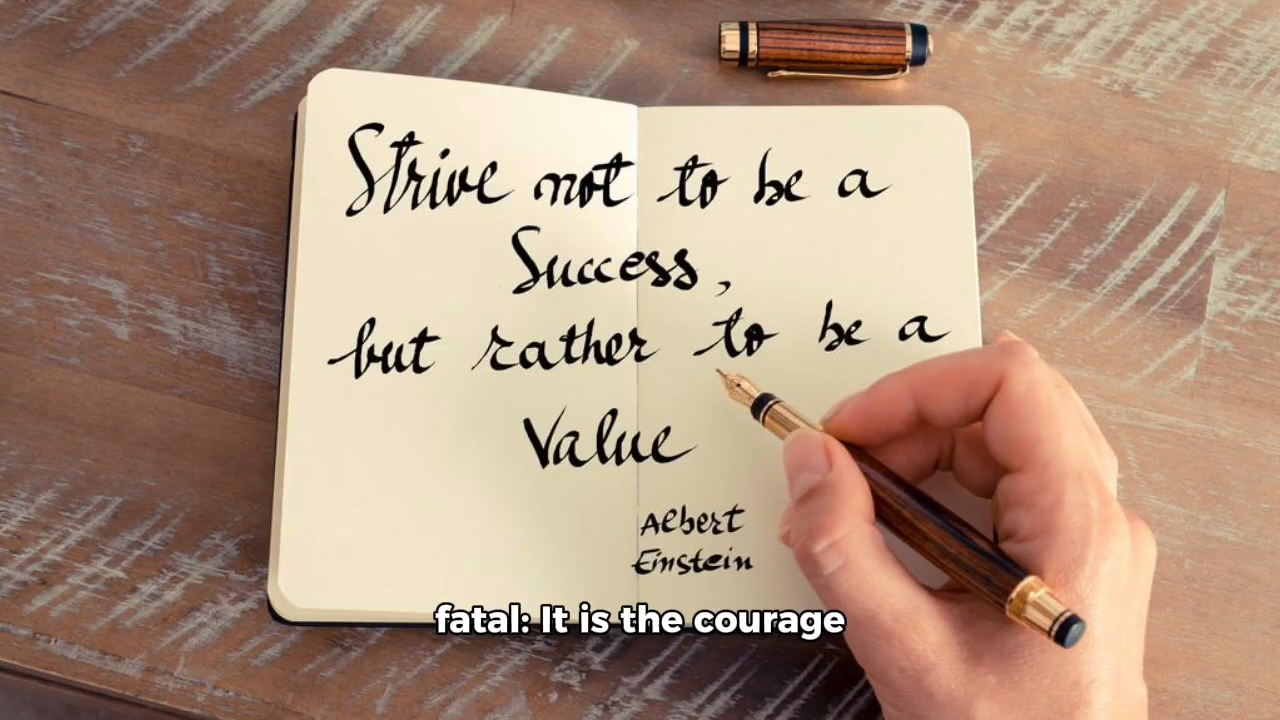 Strive not to be a
Success,
but rather to be a
Value
Albert
Einstein
fatal: It is the courage